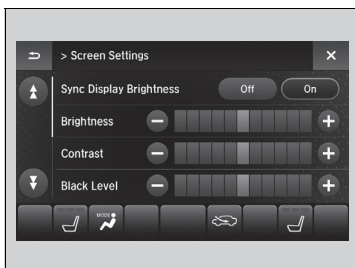 > Screen Settings
Sync Display Brightness Off On
Brightness
Contrast
Black Level
MODE